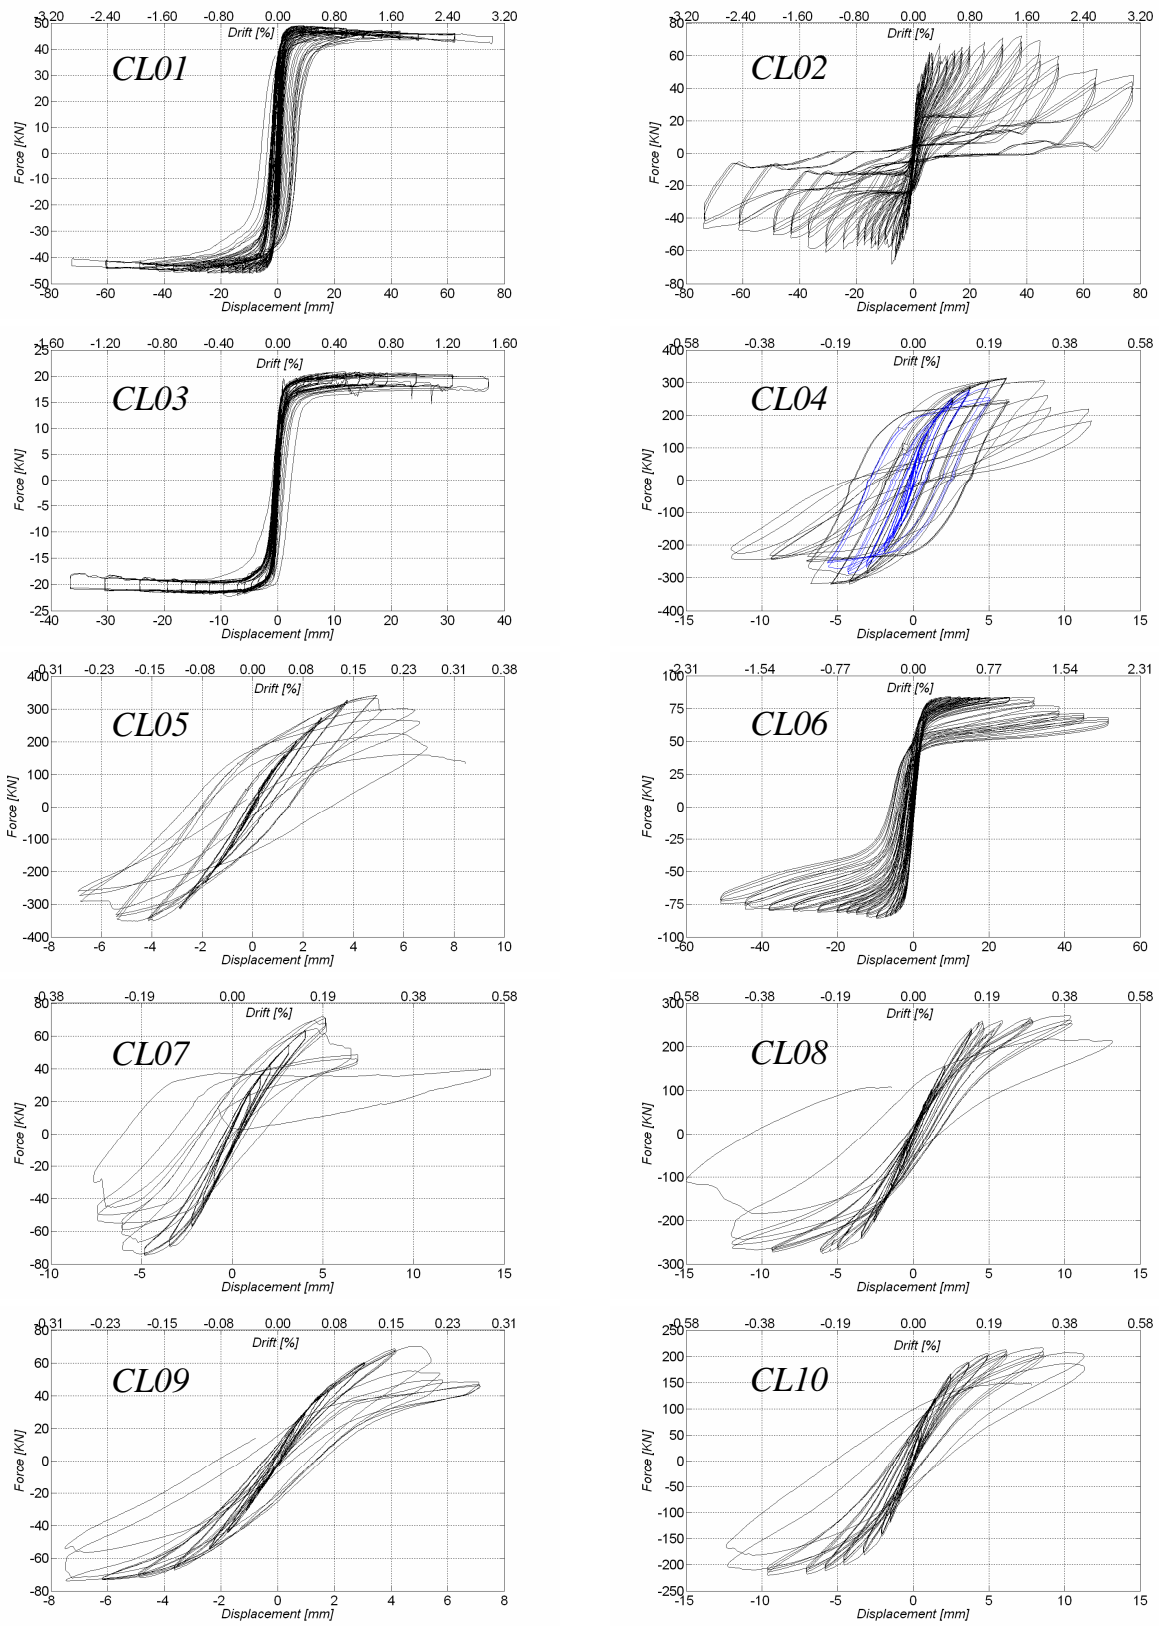 -3.20 -2.40 -1.60 -0.80 0.00 0.80 1.60 2.40 3.20
Drift [%]
CL01
Force [KN]
50
40
30
20
10
0
-10
-20
-30
-40
-50
-80 -60 -40 -20 0 20 40 60 80
Displacement [mm]
-3.20 -2.40 -1.60 -0.80 0.00 0.80 1.60 2.40 3.20
Drift [%]
CL02
Force [KN]
80
60
40
20
0
-20
-40
-60
-80
-80 -60 -40 -20 0 20 40 60 80
Displacement [mm]
-1.60 -1.20 -0.80 -0.40 0.00 0.40 0.80 1.20 1.60
Drift [%]
CL03
Force [KN]
25
20
15
10
5
0
-5
-10
-15
-20
-25
-40 -30 -20 -10 0 10 20 30 40
Displacement [mm]
-0.58 -0.38 -0.19 0.00 0.19 0.38 0.58
Drift [%]
CL04
Force [KN]
400
300
200
100
0
-100
-200
-300
-400
-15 -10 -5 0 5 10 15
Displacement [mm]
-0.31 -0.23 -0.15 -0.08 0.00 0.08 0.15 0.23 0.31 0.38
Drift [%]
CL05
Force [KN]
400
300
200
100
0
-100
-200
-300
-400
-8 -6 -4 -2 0 2 4 6 8 10
Displacement [mm]
-2.31 -1.54 -0.77 0.00 0.77 1.54 2.31
Drift [%]
CL06
Force [KN]
100
75
50
25
0
-25
-50
-75
-100
-60 -40 -20 0 20 40 60
Displacement [mm]
-0.38 -0.19 0.00 0.19 0.38 0.58
Drift [%]
CL07
Force [KN]
80
60
40
20
0
-20
-40
-60
-80
-10 -5 0 5 10 15
Displacement [mm]
-0.58 -0.38 -0.19 0.00 0.19 0.38 0.58
Drift [%]
CL08
Force [KN]
300
200
100
0
-100
-200
-300
-15 -10 -5 0 5 10 15
Displacement [mm]
-0.31 -0.23 -0.15 -0.08 0.00 0.08 0.15 0.23 0.31
Drift [%]
CL09
Force [KN]
80
60
40
20
0
-20
-40
-60
-80
-8 -6 -4 -2 0 2 4 6 8
Displacement [mm]
-0.58 -0.38 -0.19 0.00 0.19 0.38 0.58
Drift [%]
CL10
Force [KN]
250
200
150
100
50
0
-50
-100
-150
-200
-250
-15 -10 -5 0 5 10 15
Displacement [mm]